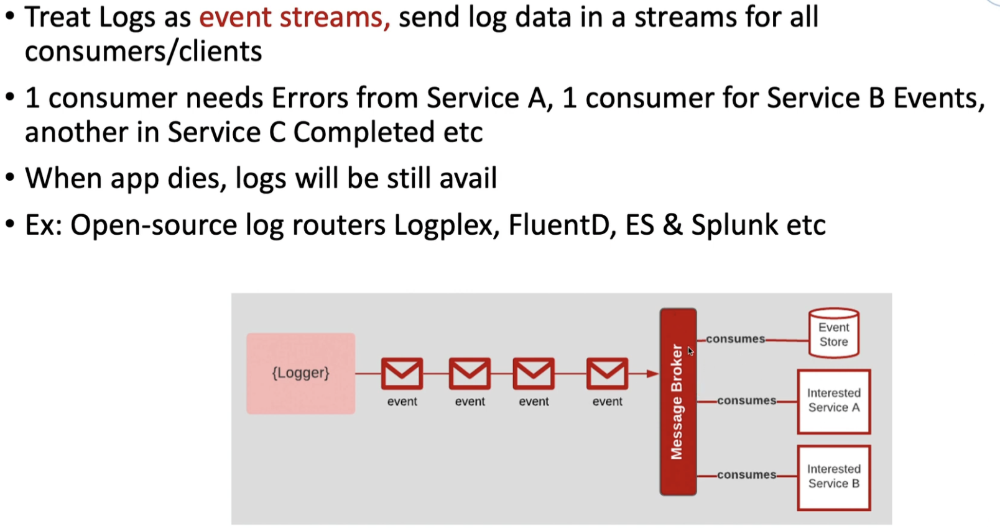 • Treat Logs as event streams, send log data in a streams for all
consumers/clients
• 1 consumer needs Errors from Service A, 1 consumer for Service B Events,
another in Service C Completed etc
• When app dies, logs will be still avail
• Ex: Open-source log routers Logplex, FluentD, ES & Splunk etc
{Logger}
event
event
event
event
Message Broker
consumes
Event
Store
consumes
Interested
Service A
consumes
Interested
Service B